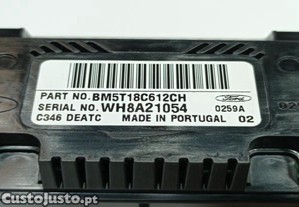 PART NO. BM5T18C612CH
Ford
SERIAL NO. WH8A21054
0259A
C346 DEATC MADE IN PORTUGAL 02
CustoJusto.pt